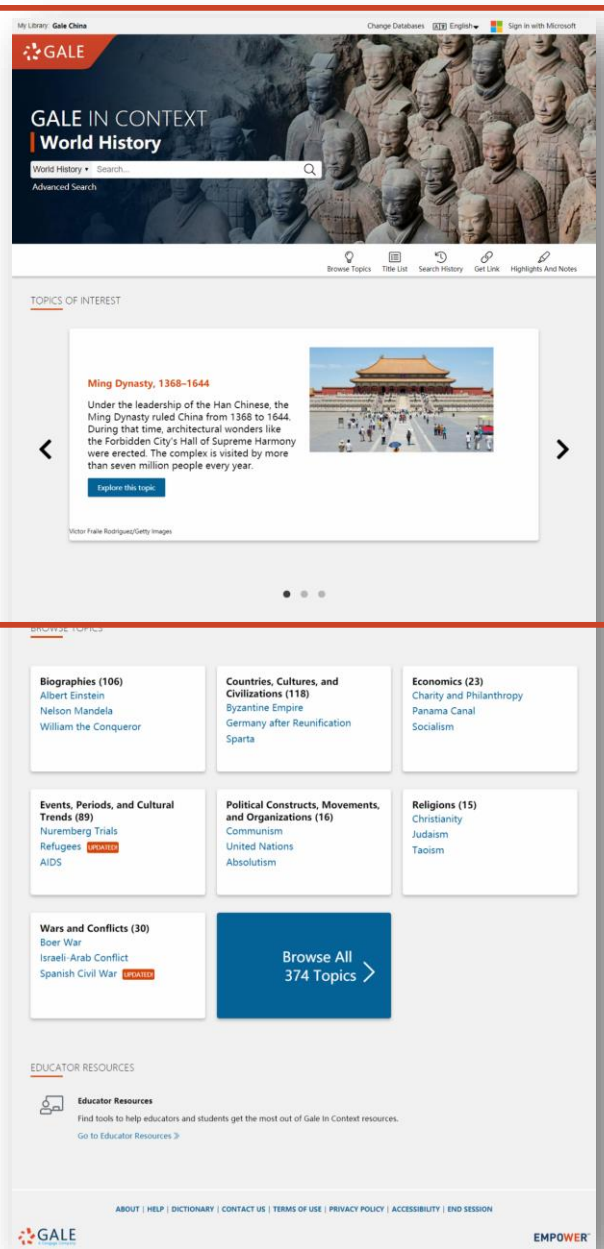 My Library: Gale China
Change Databases English Sign in with Microsoft
GALE
GALE IN CONTEXT
World History
World History Search...
Advanced Search
Browse Topics Title List Search History Get Link Highlights And Notes
TOPICS OF INTEREST
Ming Dynasty, 1368–1644
Under the leadership of the Han Chinese, the
Ming Dynasty ruled China from 1368 to 1644.
During that time, architectural wonders like
the Forbidden City's Hall of Supreme Harmony
were erected. The complex is visited by more
than seven million people every year.
Explore this topic
Victor Fraile Rodriguez/Getty Images
BROWSE TOPICS
Biographies (106)
Albert Einstein
Nelson Mandela
William the Conqueror
Countries, Cultures, and
Civilizations (118)
Byzantine Empire
Germany after Reunification
Sparta
Economics (23)
Charity and Philanthropy
Panama Canal
Socialism
Events, Periods, and Cultural
Trends (89)
Nuremberg Trials
Refugees UPDATED!
AIDS
Political Constructs, Movements,
and Organizations (16)
Communism
United Nations
Absolutism
Religions (15)
Christianity
Judaism
Taoism
Wars and Conflicts (30)
Boer War
Israeli-Arab Conflict
Spanish Civil War UPDATED!
Browse All
374 Topics
EDUCATOR RESOURCES
Educator Resources
Find tools to help educators and students get the most out of Gale In Context resources.
Go to Educator Resources
ABOUT | HELP | DICTIONARY | CONTACT US | TERMS OF USE | PRIVACY POLICY | ACCESSIBILITY | END SESSION
GALE
EMPOWER